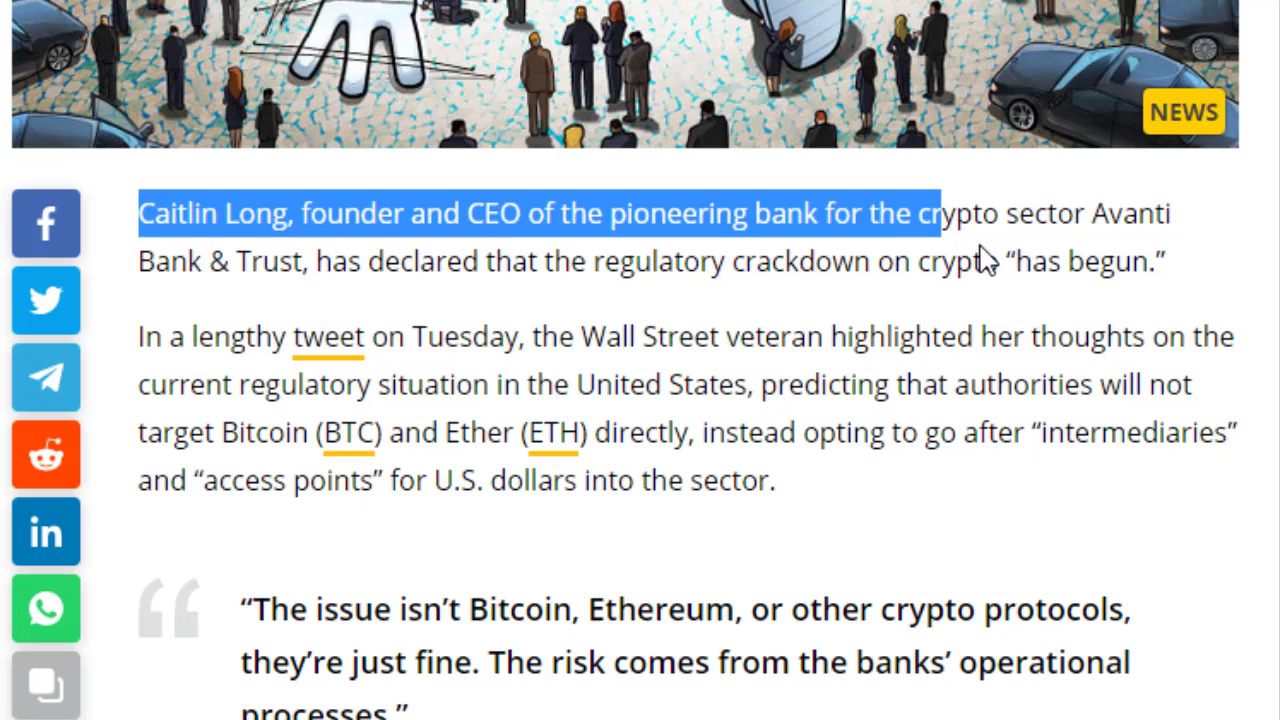 NEWS
Caitlin Long, founder and CEO of the pioneering bank for the crypto sector Avanti
Bank & Trust, has declared that the regulatory crackdown on crypto “has begun.”
In a lengthy tweet on Tuesday, the Wall Street veteran highlighted her thoughts on the
current regulatory situation in the United States, predicting that authorities will not
target Bitcoin (BTC) and Ether (ETH) directly, instead opting to go after “intermediaries”
and “access points” for U.S. dollars into the sector.
“The issue isn’t Bitcoin, Ethereum, or other crypto protocols,
they’re just fine. The risk comes from the banks’ operational
processes.”